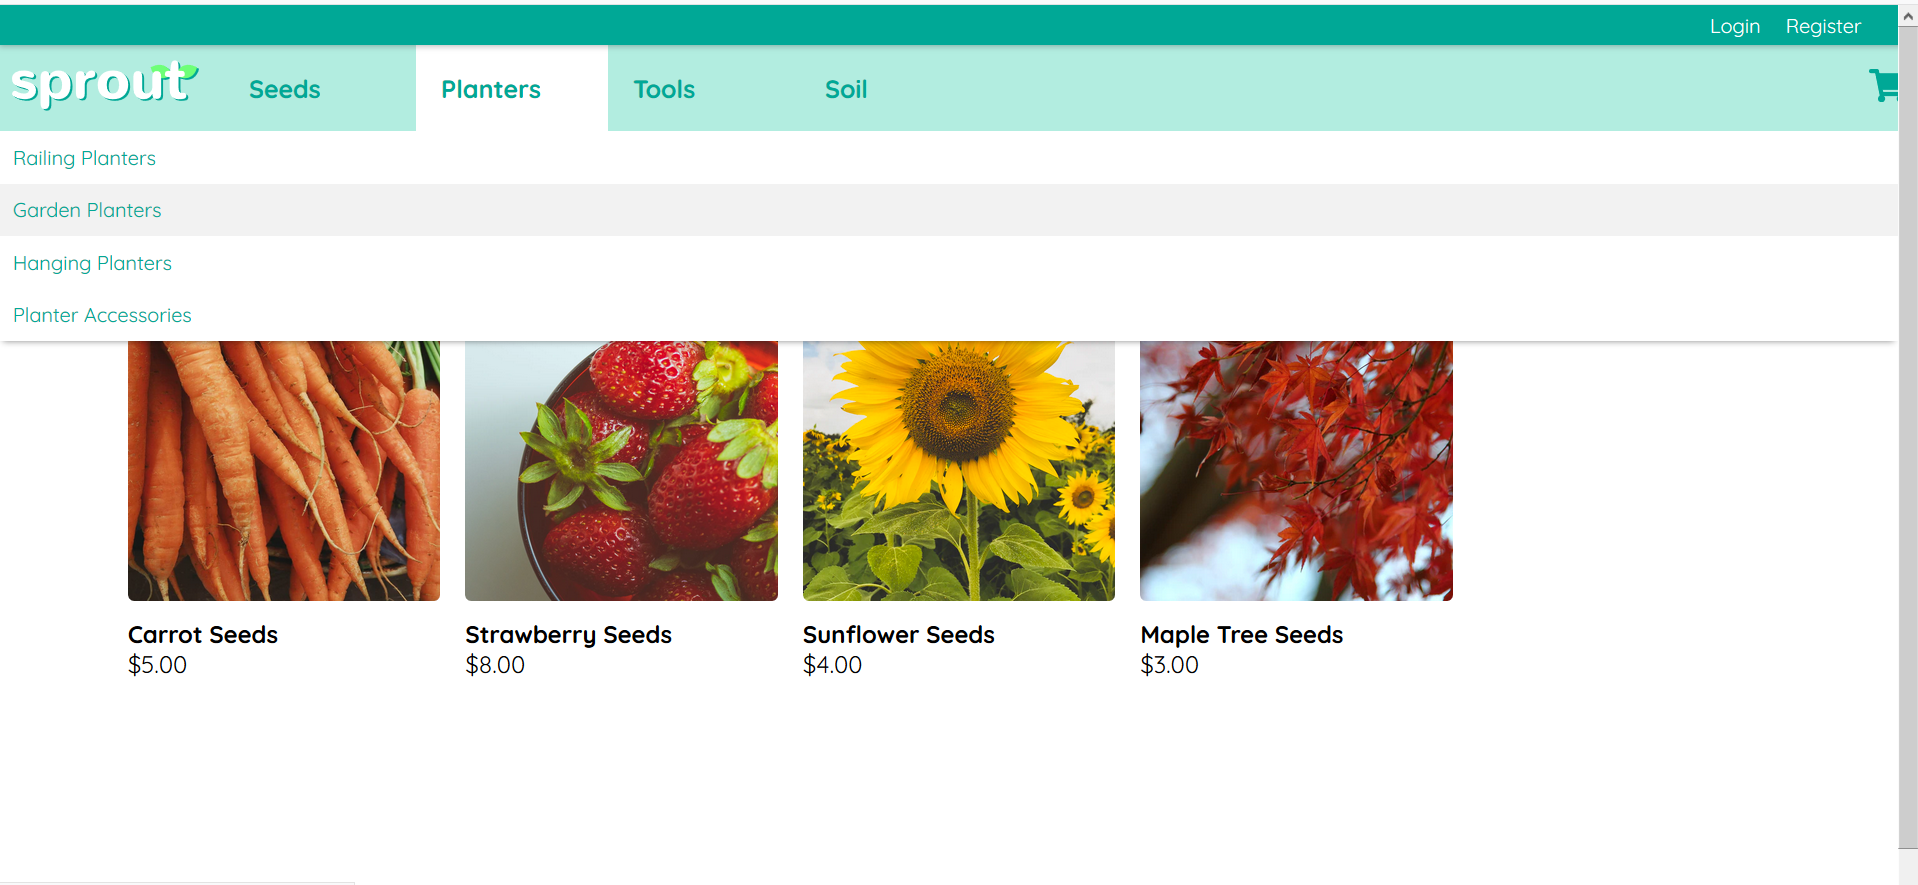 Login Register
sprout Seeds Planters Tools Soil
Railing Planters
Garden Planters
Hanging Planters
Planter Accessories
Carrot Seeds Strawberry Seeds Sunflower Seeds Maple Tree Seeds
$5.00 $8.00 $4.00 $3.00